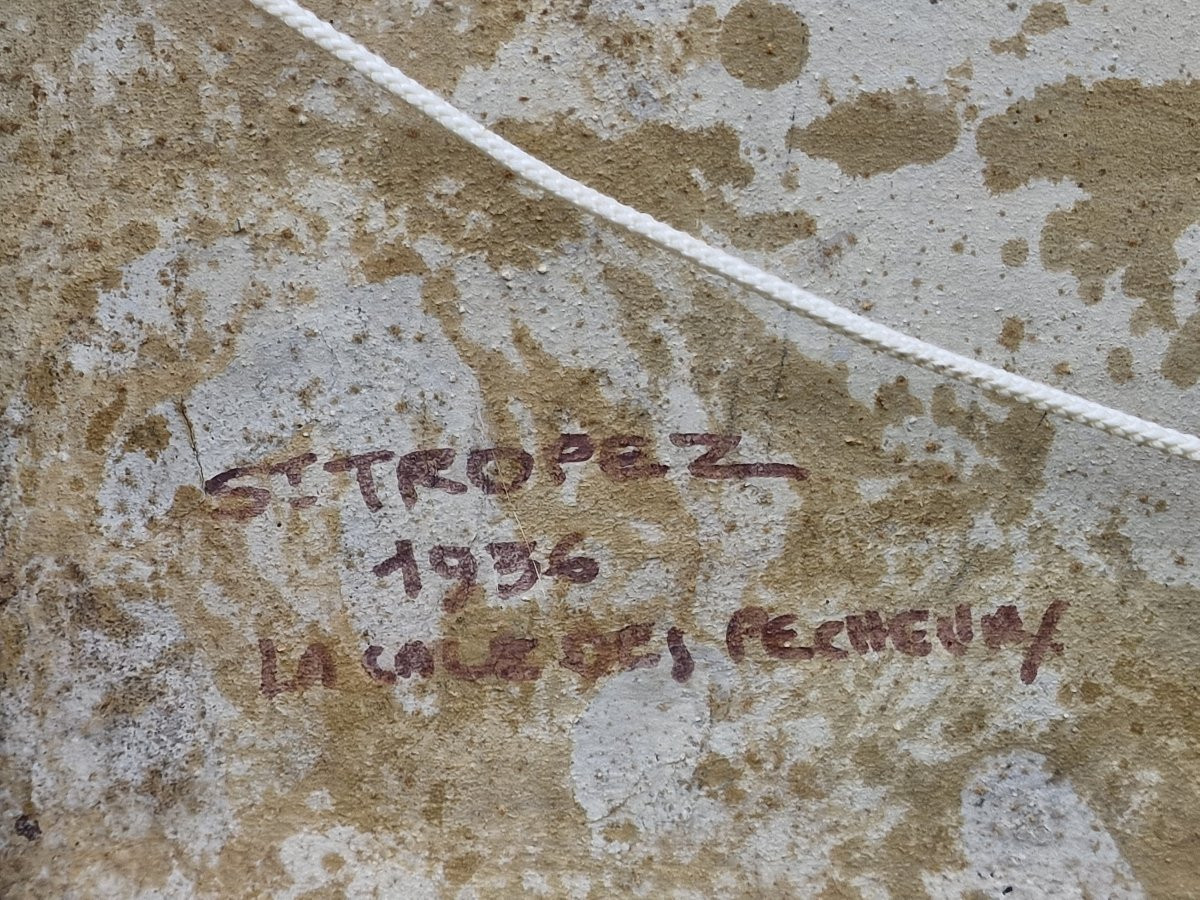 ST TROPEZ
1936
LA CALE DES PECHEURS